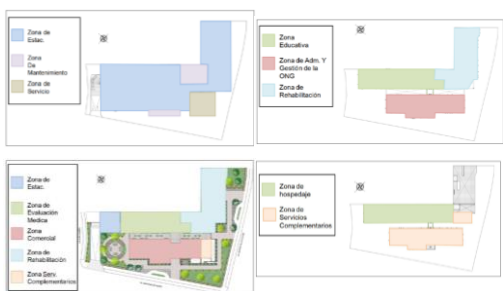 Zona de
Estac.
Zona
De
Mantenimiento
Zona de
Servicio
Zona
Educativa
Zona de Adm. Y
Gestión de la
ONG
Zona de
Rehabilitación
Zona de
Estac.
Zona de
Evaluación
Medica
Zona
Comercial
Zona de
Rehabilitación
Zona Serv.
Complementarios
Zona de
hospedaje
Zona de
Servicios
Complementarios